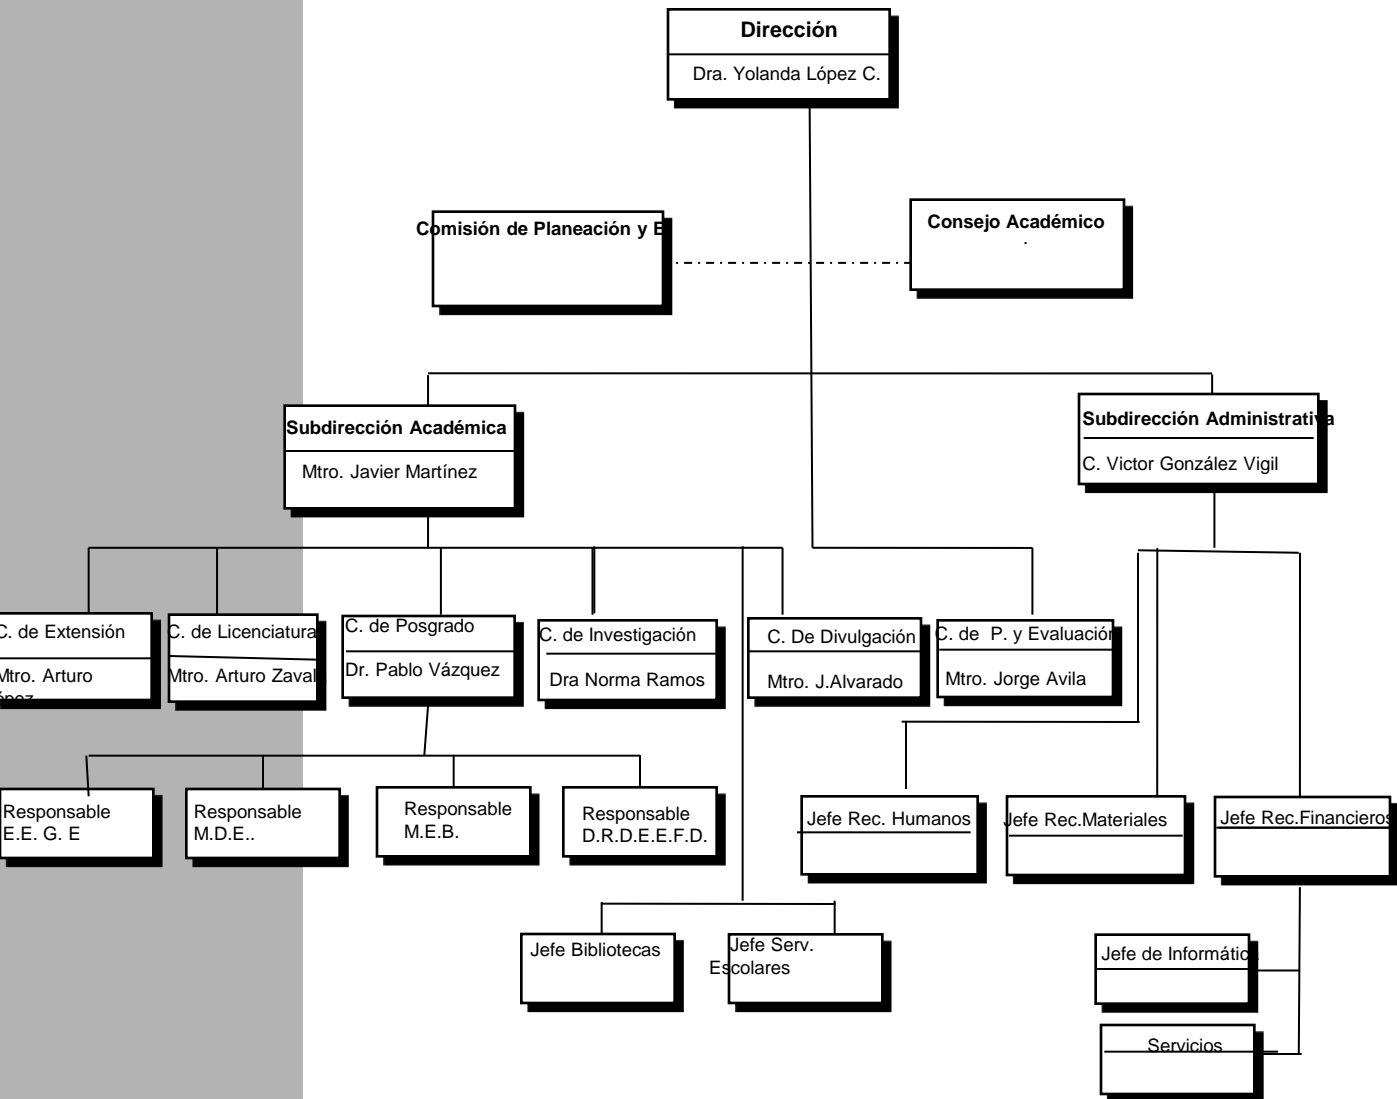 Dirección
Dra. Yolanda López C.
Comisión de Planeación y E
Consejo Académico
.
Subdirección Académica
Mtro. Javier Martínez
Subdirección Administrativa
C. Victor González Vigil
C. de Extensión
Mtro. Arturo
C. de Licenciatura
Mtro. Arturo Zaval
C. de Posgrado
Dr. Pablo Vázquez
C. de Investigación
Dra Norma Ramos
C. De Divulgación
Mtro. J.Alvarado
C. de P. y Evaluación
Mtro. Jorge Avila
Responsable
E.E. G. E
Responsable
M.D.E..
Responsable
M.E.B.
Responsable
D.R.D.E.E.F.D.
Jefe Rec. Humanos
Jefe Rec.Materiales
Jefe Rec.Financieros
Jefe Bibliotecas
Jefe Serv.
Escolares
Jefe de Informátic
Servicios